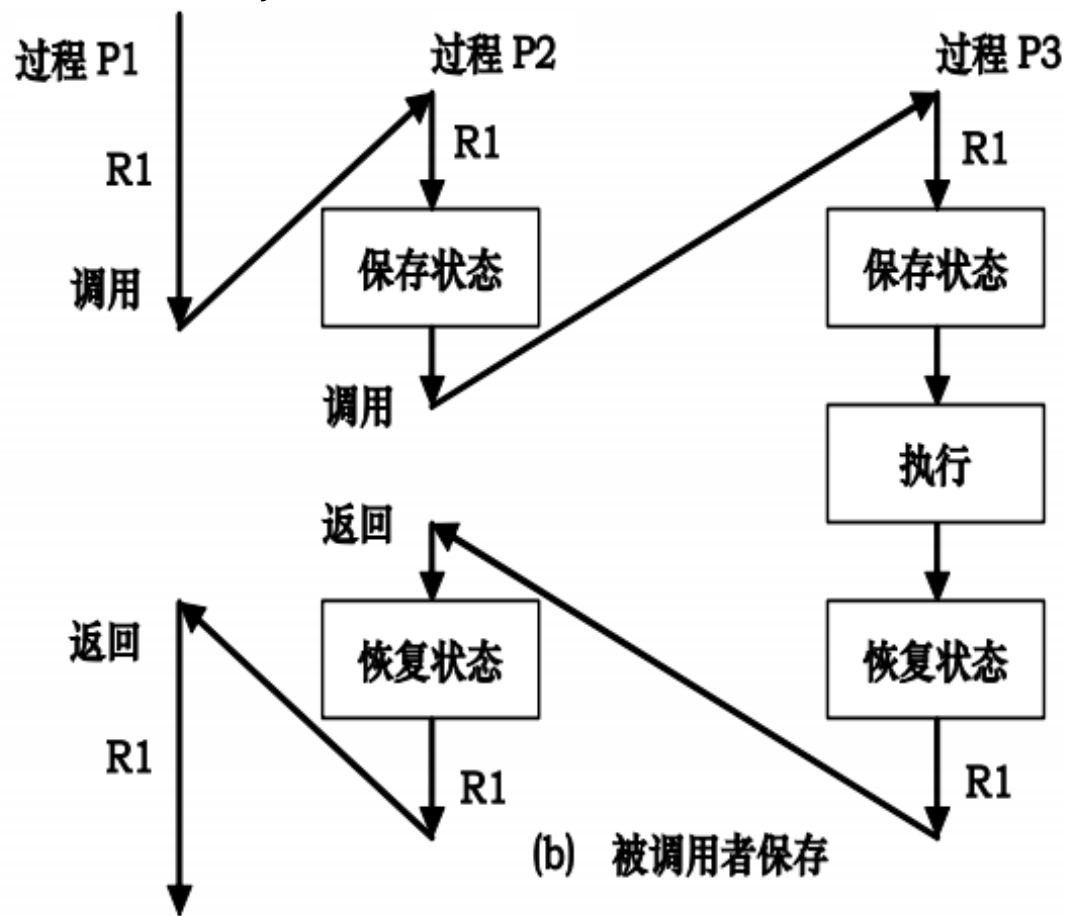 过程 P1
过程 P2
过程 P3
R1
R1
R1
保存状态
保存状态
调用
调用
执行
返回
返回
恢复状态
恢复状态
R1
R1
R1
(b) 被调用者保存